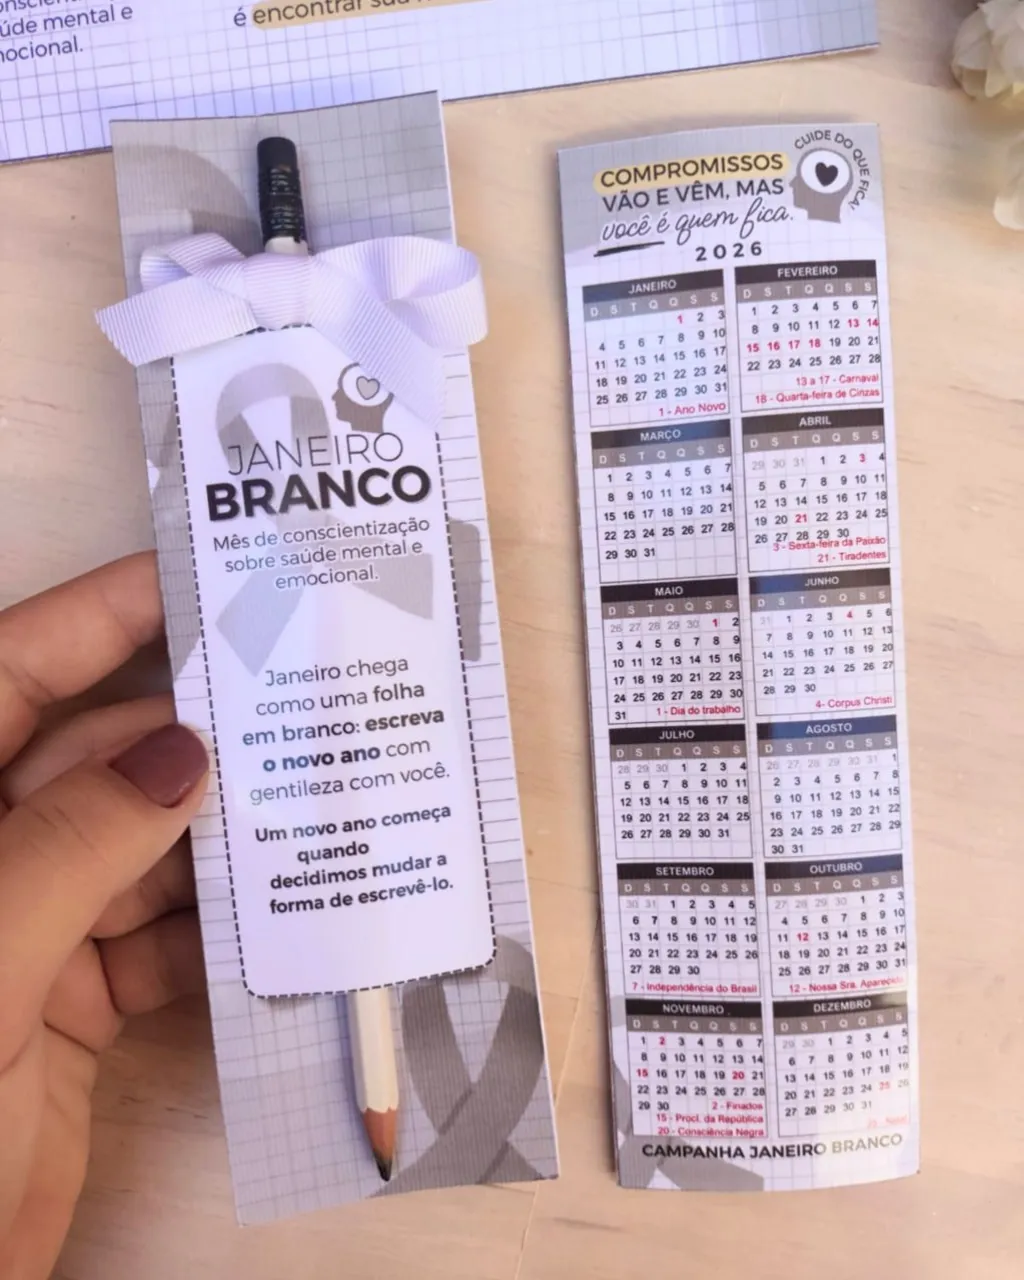 úde mental e
é encontrar
ocional.
JANEIRO
BRANCO
Mês de conscientização
sobre saúde mental e
emocional.
Janeiro chega
como uma folha
em branco: escreva
o novo ano com
gentileza com você.
Um novo ano começa
quando
decidimos mudar a
forma de escrevê-lo.
COMPROMISSOS
VÃO E VÊM, MAS
você é quem fica.
CUIDE DO QUE FICA!
2026
JANEIRO
D S T Q Q S S
1 2 3
4 5 6 7 8 9 10
11 12 13 14 15 16 17
18 19 20 21 22 23 24
25 26 27 28 29 30 31
1 - Ano Novo
FEVEREIRO
D S T Q Q S S
1 2 3 4 5 6 7
8 9 10 11 12 13 14
15 16 17 18 19 20 21
22 23 24 25 26 27 28
13 a 17 - Carnaval
18 - Quarta-feira de Cinzas
MARÇO
D S T Q Q S S
1 2 3 4 5 6 7
8 9 10 11 12 13 14
15 16 17 18 19 20 21
22 23 24 25 26 27 28
29 30 31
ABRIL
D S T Q Q S S
29 30 31 1 2 3 4
5 6 7 8 9 10 11
12 13 14 15 16 17 18
19 20 21 22 23 24 25
26 27 28 29 30
3 - Sexta-feira da Paixão
21 - Tiradentes
MAIO
D S T Q Q S S
26 27 28 29 30 1 2
3 4 5 6 7 8 9
10 11 12 13 14 15 16
17 18 19 20 21 22 23
24 25 26 27 28 29 30
31
1 - Dia do trabalho
JUNHO
D S T Q Q S S
31 1 2 3 4 5 6
7 8 9 10 11 12 13
14 15 16 17 18 19 20
21 22 23 24 25 26 27
28 29 30
4- Corpus Christi
JULHO
D S T Q Q S S
28 29 30 1 2 3 4
5 6 7 8 9 10 11
12 13 14 15 16 17 18
19 20 21 22 23 24 25
26 27 28 29 30 31
AGOSTO
D S T Q Q S S
26 27 28 29 30 31 1
2 3 4 5 6 7 8
9 10 11 12 13 14 15
16 17 18 19 20 21 22
23 24 25 26 27 28 29
30 31
SETEMBRO
D S T Q Q S S
30 31 1 2 3 4 5
6 7 8 9 10 11 12
13 14 15 16 17 18 19
20 21 22 23 24 25 26
27 28 29 30
7 - Independência do Brasil
OUTUBRO
D S T Q Q S S
27 28 29 30 1 2 3
4 5 6 7 8 9 10
11 12 13 14 15 16 17
18 19 20 21 22 23 24
25 26 27 28 29 30 31
12 - Nossa Sra. Aparecida
NOVEMBRO
D S T Q Q S S
1 2 3 4 5 6 7
8 9 10 11 12 13 14
15 16 17 18 19 20 21
22 23 24 25 26 27 28
29 30
2 - Finados
15 - Procl. da República
20 - Consciência Negra
DEZEMBRO
D S T Q Q S S
29 30 1 2 3 4 5
6 7 8 9 10 11 12
13 14 15 16 17 18 19
20 21 22 23 24 25 26
27 28 29 30 31
CAMPANHA JANEIRO BRANCO